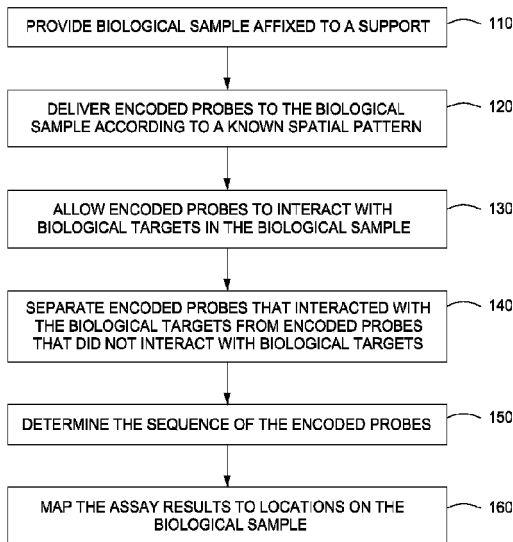 PROVIDE BIOLOGICAL SAMPLE AFFIXED TO A SUPPORT
110
DELIVER ENCODED PROBES TO THE BIOLOGICAL
SAMPLE ACCORDING TO A KNOWN SPATIAL PATTERN
120
ALLOW ENCODED PROBES TO INTERACT WITH
BIOLOGICAL TARGETS IN THE BIOLOGICAL SAMPLE
130
SEPARATE ENCODED PROBES THAT INTERACTED WITH
THE BIOLOGICAL TARGETS FROM ENCODED PROBES
THAT DID NOT INTERACT WITH BIOLOGICAL TARGETS
140
DETERMINE THE SEQUENCE OF THE ENCODED PROBES
150
MAP THE ASSAY RESULTS TO LOCATIONS ON THE
BIOLOGICAL SAMPLE
160